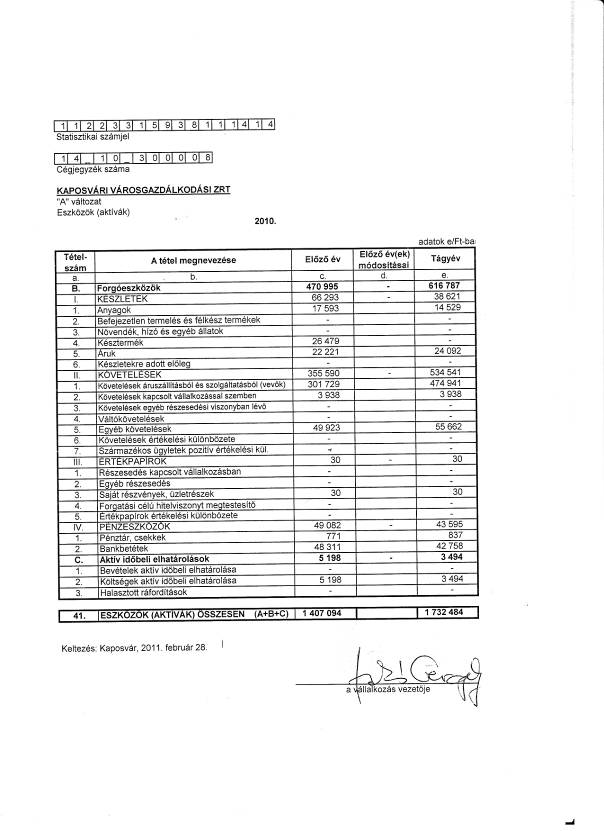 1 1 2 2 3 3 1 5 9 3 8 1 1 1 4 1 4
Statisztikai számjel
1 4 _ 1 0 _ 3 0 0 0 0 8
Cégjegyzék száma
KAPOSVÁRI VÁROSGAZDÁLKODÁSI ZRT
"A" változat
Eszközök (aktívák)
2010.
adatok e/Ft-ba
Tétel-szám A tétel megnevezése Előző év Előző év(ek) módosításai Tágyév
a. b. c. d. e.
B. Forgóeszközök 470 995 - 616 787
I. KÉSZLETEK 66 293 - 38 621
1. Anyagok 17 593 14 529
2. Befejezetlen termelés és félkész termékek - -
3. Növendék, hízó és egyéb állatok - -
4. Késztermék 26 479 -
5. Áruk 22 221 24 092
6. Készletekre adott előleg - -
II. KÖVETELÉSEK 355 590 - 534 541
1. Követelések áruszállításból és szolgáltatásból (vevők) 301 729 474 941
2. Követelések kapcsolt vállalkozással szemben 3 938 3 938
3. Követelések egyéb részesedési viszonyban lévő - -
4. Váltókövetelések - -
5. Egyéb követelések 49 923 55 662
6. Követelések értékelési különbözete - -
7. Származékos ügyletek pozitív értékelési kül. - -
III. ÉRTÉKPAPÍROK 30 - 30
1. Részesedés kapcsolt vállalkozásban - -
2. Egyéb részesedés - -
3. Saját részvények, üzletrészek 30 30
4. Forgatási célú hitelviszonyt megtestesítő - -
5. Értékpapírok értékelési különbözete - -
IV. PÉNZESZKÖZÖK 49 082 - 43 595
1. Pénztár, csekkek 771 837
2. Bankbetétek 48 311 42 758
C. Aktív időbeli elhatárolások 5 198 - 3 494
1. Bevételek aktív időbeli elhatárolása - -
2. Költségek aktív időbeli elhatárolása 5 198 3 494
3. Halasztott ráfordítások - -
41. ESZKÖZÖK (AKTÍVÁK) ÖSSZESEN (A+B+C) 1 407 094 1 732 484
Keltezés: Kaposvár, 2011. február 28.
a vállalkozás vezetője